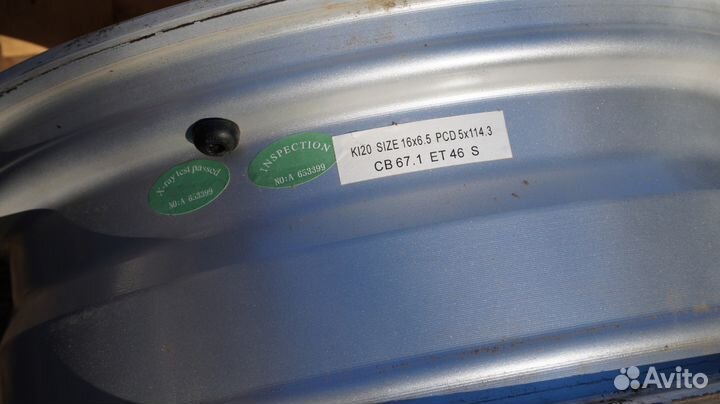 KI20 SIZE 16x6.5 PCD 5x114.3
CB 67.1 ET 46 S
INSPECTION
NO:A 653399
X-ray test passed
NO:A 653399
Avito